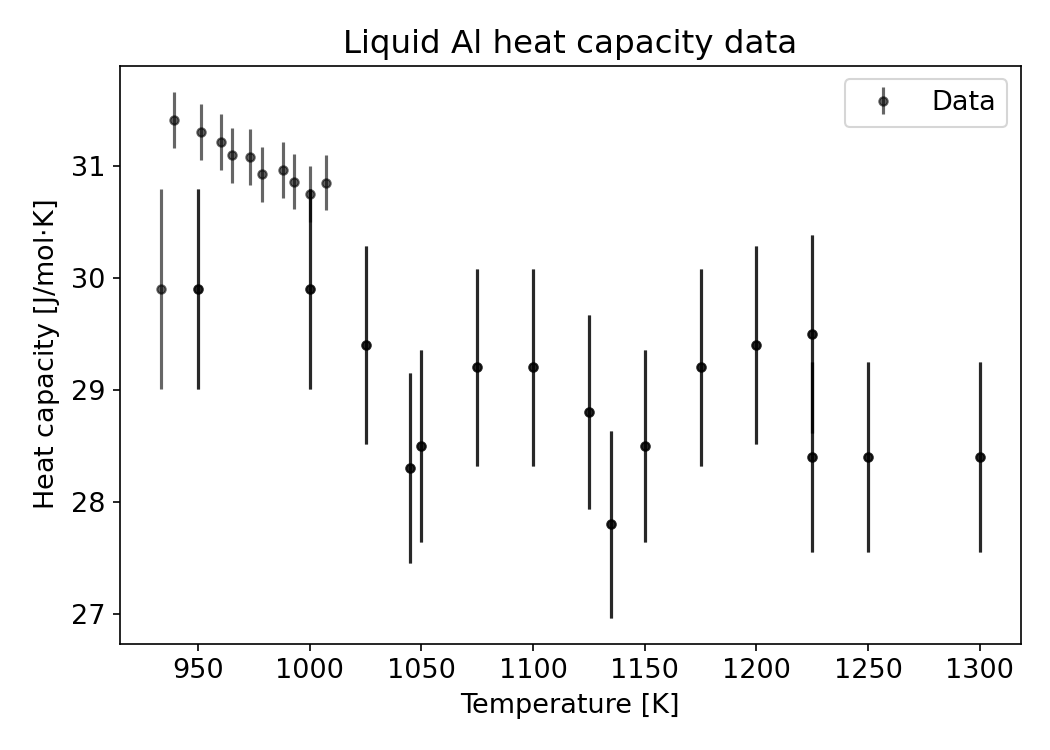 Liquid Al heat capacity data
Data
Heat capacity [J/mol·K]
31
30
29
28
27
950 1000 1050 1100 1150 1200 1250 1300
Temperature [K]